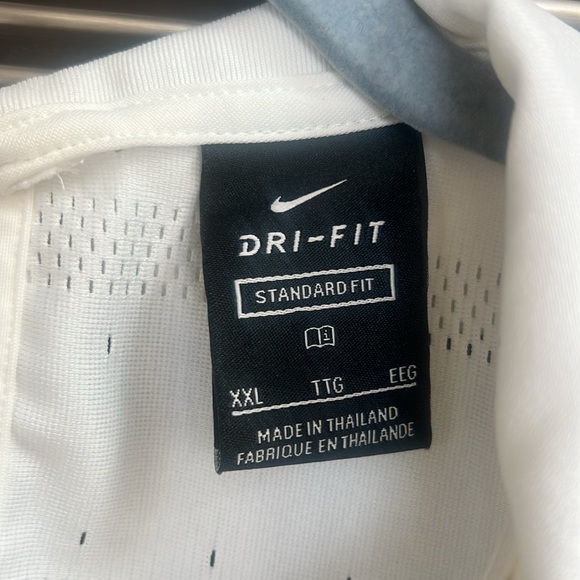 DRI-FIT
STANDARD FIT
XXL TTG EEG
MADE IN THAILAND
FABRIQUE EN THAILANDE